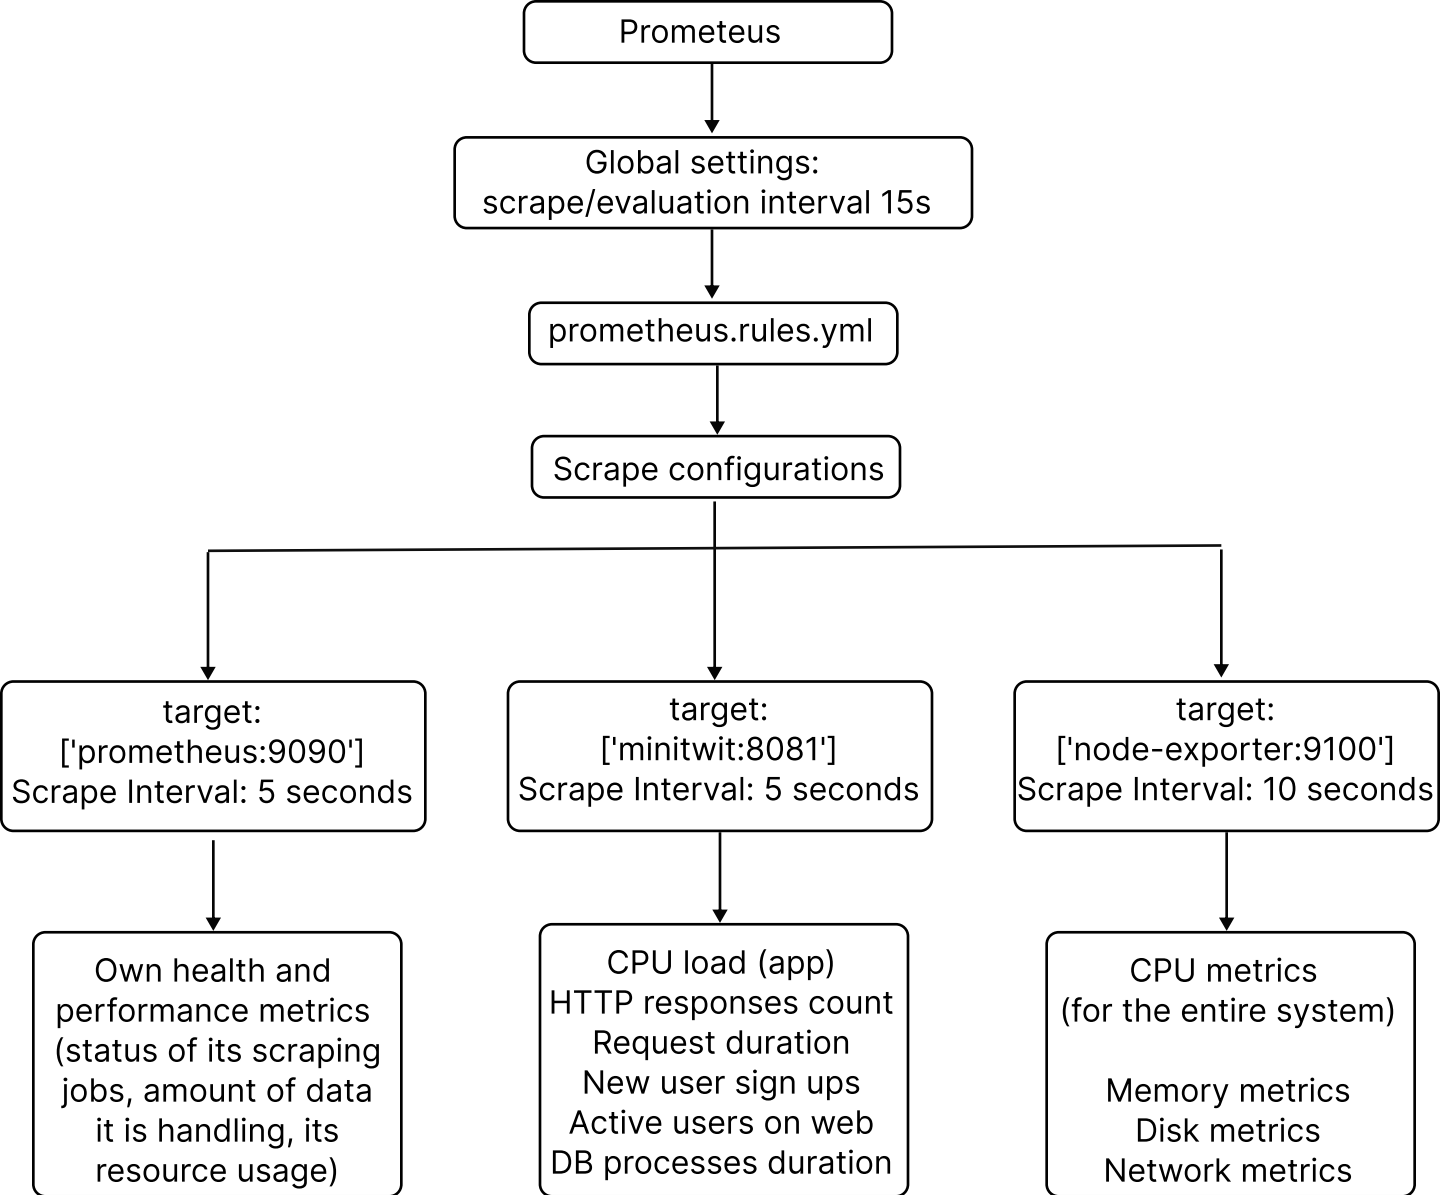 Prometeus
Global settings:
scrape/evaluation interval 15s
prometheus.rules.yml
Scrape configurations
target:
['prometheus:9090']
Scrape Interval: 5 seconds
target:
['minitwit:8081']
Scrape Interval: 5 seconds
target:
['node-exporter:9100']
Scrape Interval: 10 seconds
Own health and
performance metrics
(status of its scraping
jobs, amount of data
it is handling, its
resource usage)
CPU load (app)
HTTP responses count
Request duration
New user sign ups
Active users on web
DB processes duration
CPU metrics
(for the entire system)
Memory metrics
Disk metrics
Network metrics